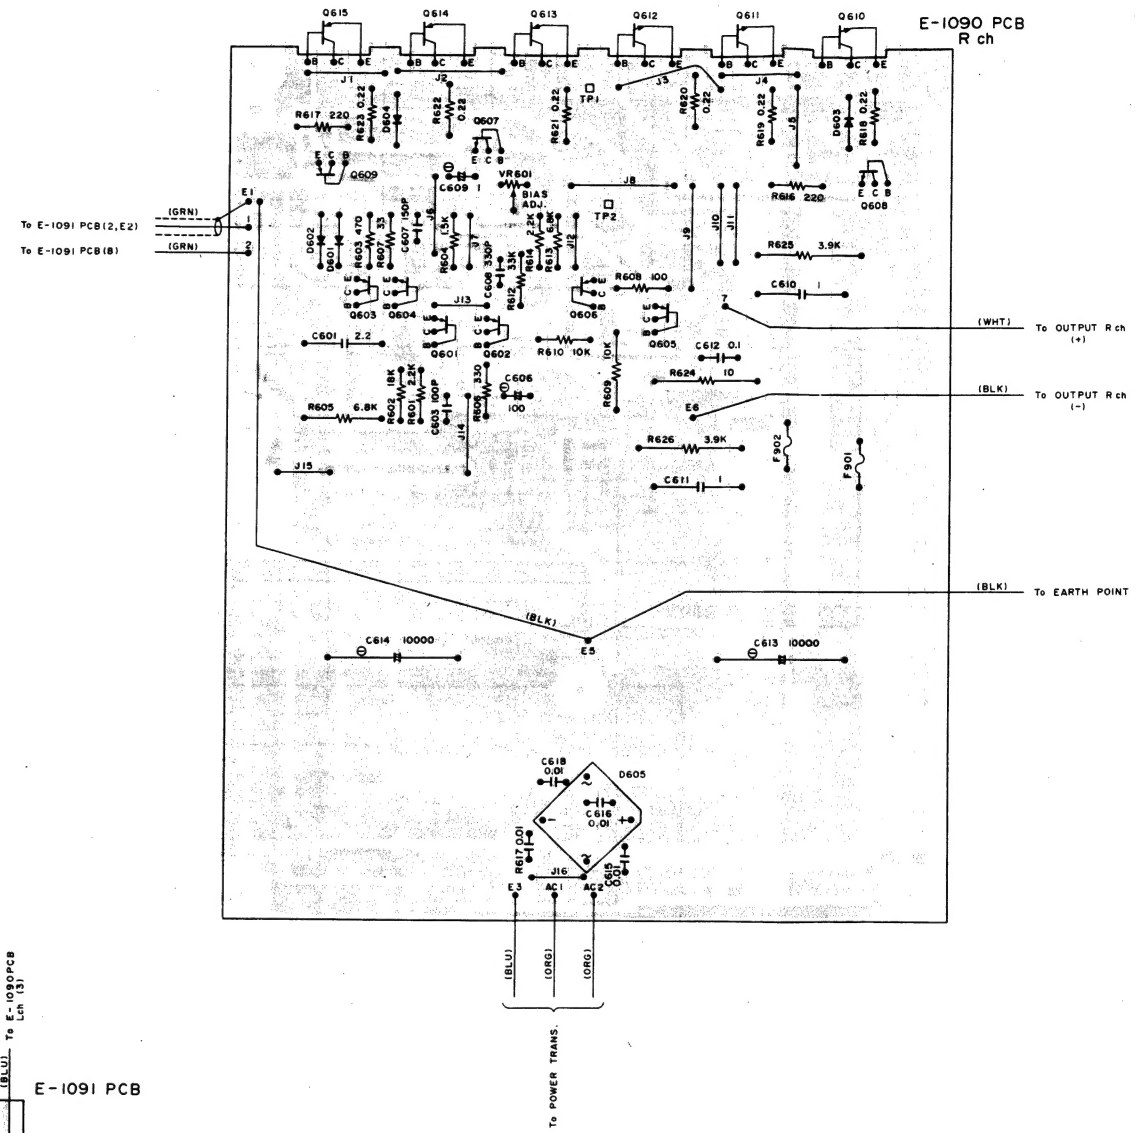 Q615
Q614
Q613
Q612
Q611
Q610
E-1090 PCB
R ch
B C E
B C E
B C E
B C E
B C E
B C E
J1
J2
J3
J4
R617 220
R623 0.22
D604
R622 0.22
Q607
E C B
R621 0.22
TP1
R620 0.22
R619 0.22
J5
D603
R618 0.22
E C B
Q609
C609 1
VR601
BIAS
ADJ.
J8
TP2
R616 220
E C B
Q608
E1
(GRN)
To E-1091 PCB(2,E2)
1
(GRN)
To E-1091 PCB(8)
2
D602
D601
R603 470
R607 33
C607 150P
J6
R604 1.5K
J7
C608 330P
R612 33K
R614 2.2K
R613 6.8K
J12
J9
J10
J11
R625 3.9K
B C E
Q603
B C E
Q604
J13
E C B
Q606
R608 100
C610 1
7
(WHT)
To OUTPUT R ch
(+)
C601 2.2
B C E
Q601
B C E
Q602
R610 10K
R609 10K
B C E
Q605
C612 0.1
R624 10
(BLK)
To OUTPUT R ch
(-)
R602 18K
R601 2.2K
C603 100P
R606 330
C606
100
R605 6.8K
J14
E6
R626 3.9K
F902
F901
J15
C611 1
(BLK)
To EARTH POINT
(BLK)
E5
C614 10000
C613 10000
C618
0.01
D605
~
C616
0.01
-
+
~
R617 0.01
C615
0.01
J16
E3 AC1 AC2
(BLU)
(ORG)
(ORG)
To POWER TRANS.
To E-1090PCB
Lch (3)
(BLU)
E-1091 PCB